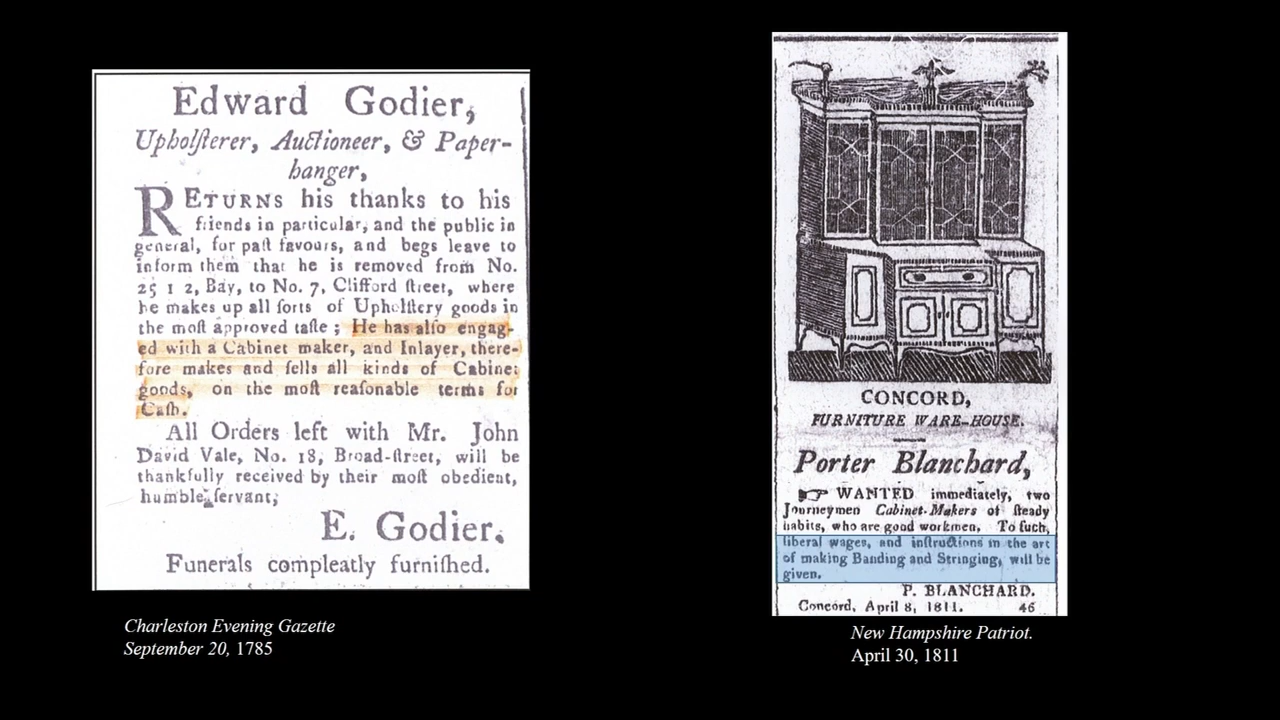 Edward Godier,
Upholſterer, Auctioneer, & Paper-
hanger,
RETURNS his thanks to his
friends in particular, and the public in
general, for paſt favours, and begs leave to
inform them that he is removed from No.
25 1 2, Bay, to No. 7, Clifford ſtreet, where
he makes up all ſorts of Upholſtery goods in
the moſt approved taſte ; He has alſo engag-
ed with a Cabinet maker, and Inlayer, there-
fore makes and ſells all kinds of Cabinet
goods, on the moſt reaſonable terms for
Caſh.
All Orders left with Mr. John
David Vale, No. 18, Broad-ſtreet, will be
thankfully received by their moſt obedient,
humble ſervant,
E. Godier.
Funerals compleatly furniſhed.
Charleston Evening Gazette
September 20, 1785
CONCORD,
FURNITURE WARE-HOUSE.
Porter Blanchard,
☞ WANTED immediately, two
Journeymen Cabinet-Makers of ſteady
habits, who are good workmen. To ſuch,
liberal wages, and inſtructions in the art
of making Banding and Stringing, will be
given.
P. BLANCHARD.
Concord, April 8, 1811. 46
New Hampshire Patriot.
April 30, 1811